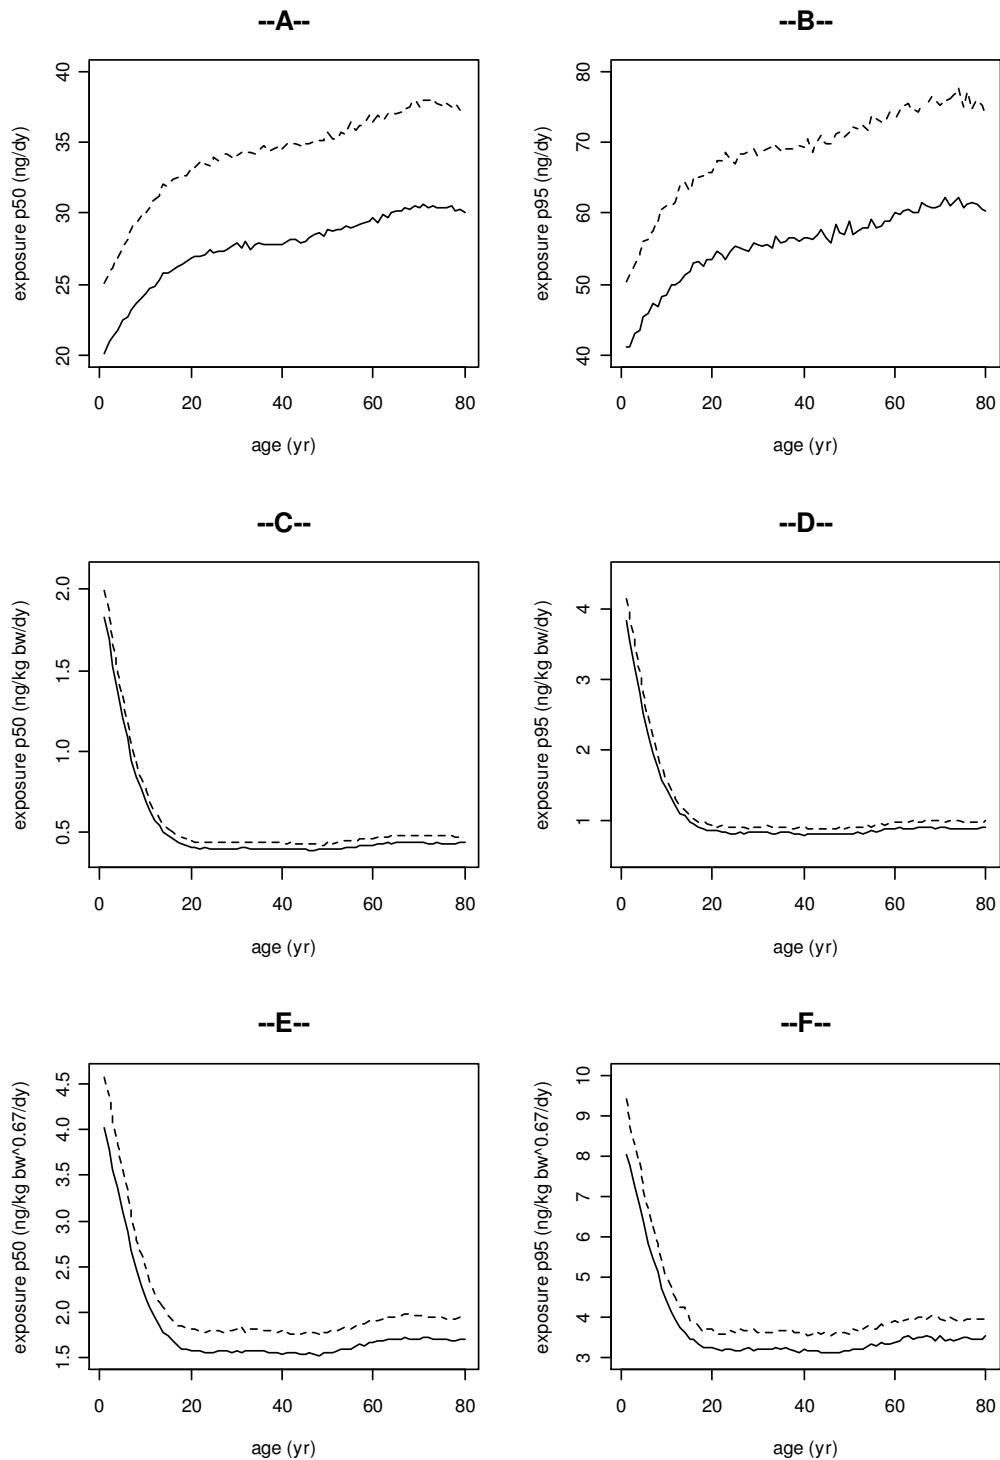 --A--
exposure p50 (ng/dy)
40
35
30
25
20
0 20 40 60 80
age (yr)
--B--
exposure p95 (ng/dy)
80
70
60
50
40
0 20 40 60 80
age (yr)
--C--
exposure p50 (ng/kg bw/dy)
2.0
1.5
1.0
0.5
0 20 40 60 80
age (yr)
--D--
exposure p95 (ng/kg bw/dy)
4
3
2
1
0 20 40 60 80
age (yr)
--E--
exposure p50 (ng/kg bw^0.67/dy)
4.5
4.0
3.5
3.0
2.5
2.0
1.5
0 20 40 60 80
age (yr)
--F--
exposure p95 (ng/kg bw^0.67/dy)
10
9
8
7
6
5
4
3
0 20 40 60 80
age (yr)